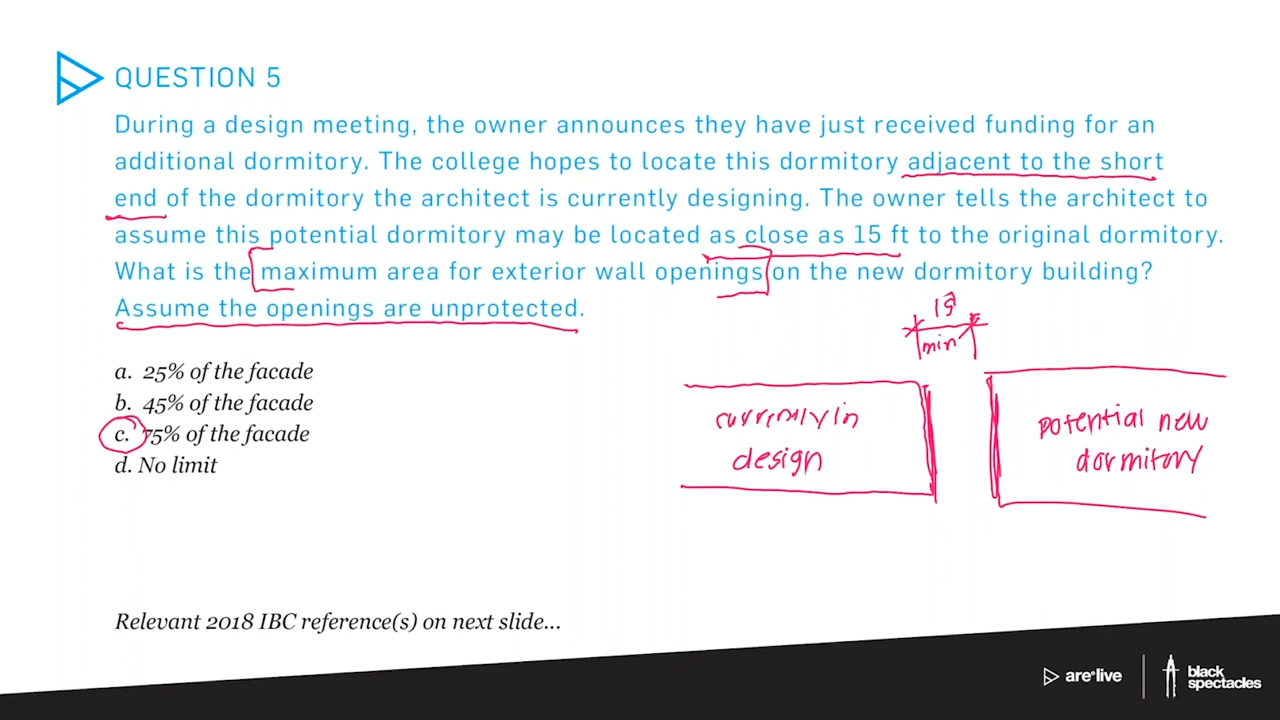 QUESTION 5
During a design meeting, the owner announces they have just received funding for an
additional dormitory. The college hopes to locate this dormitory adjacent to the short
end of the dormitory the architect is currently designing. The owner tells the architect to
assume this potential dormitory may be located as close as 15 ft to the original dormitory.
What is the maximum area for exterior wall openings on the new dormitory building?
Assume the openings are unprotected.
15'
min
a. 25% of the facade
b. 45% of the facade
c. 75% of the facade
d. No limit
currently in
design
potential new
dormitory
Relevant 2018 IBC reference(s) on next slide...
are®live
black
spectacles